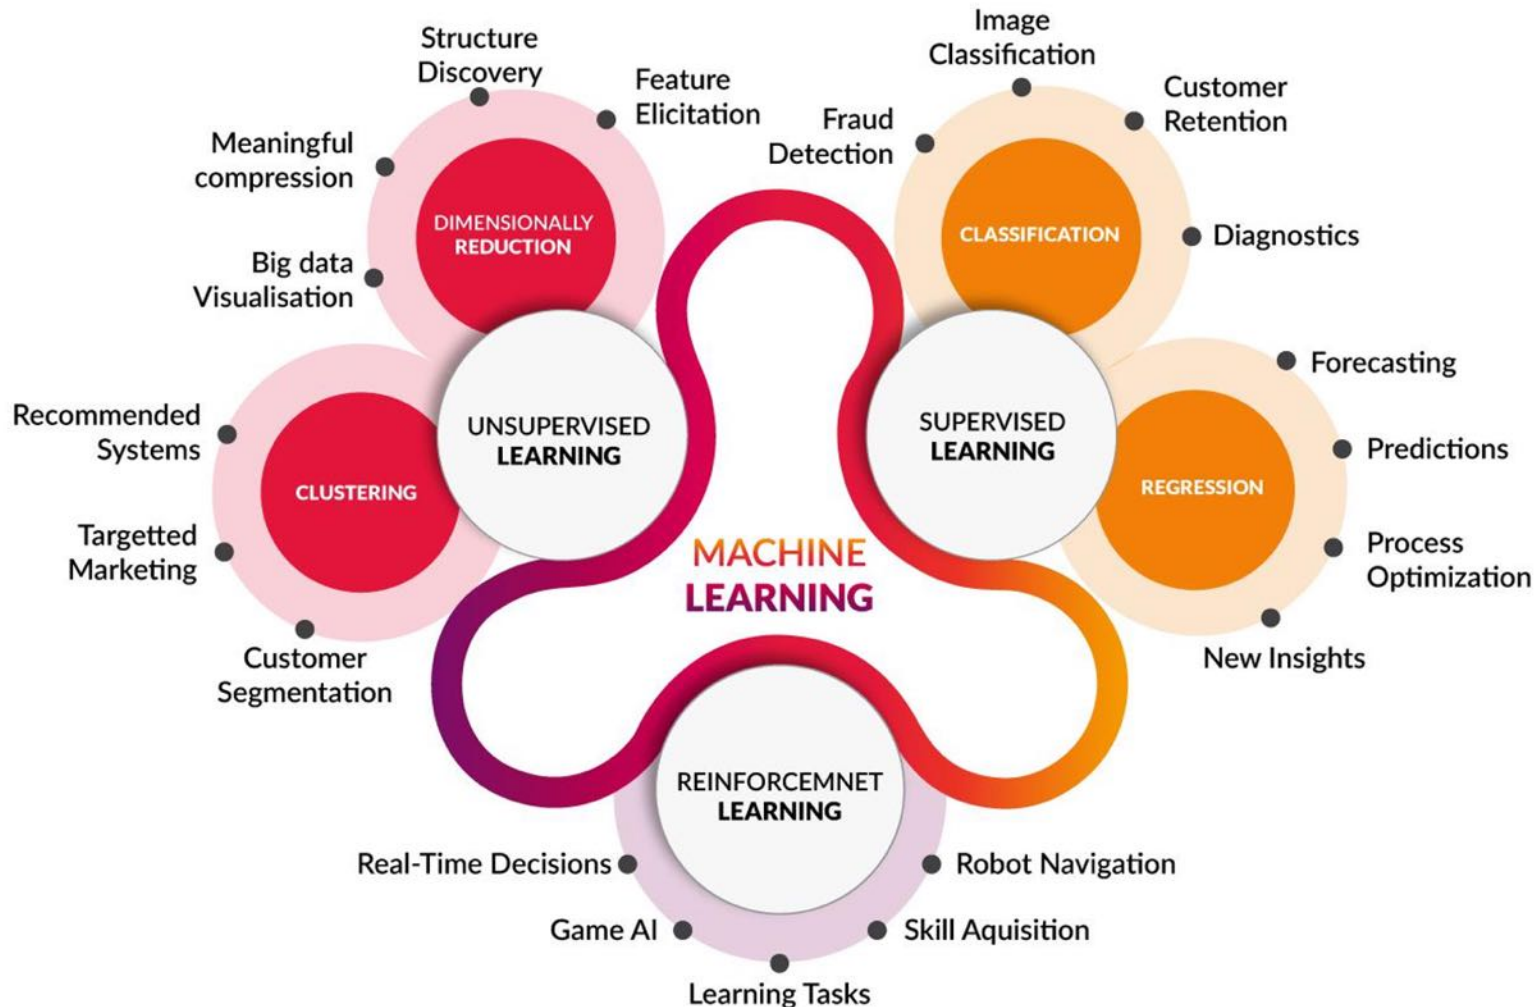 Structure
Discovery
Feature
Elicitation
Meaningful
compression
Big data
Visualisation
DIMENSIONALLY
REDUCTION
Recommended
Systems
Targetted
Marketing
Customer
Segmentation
CLUSTERING
UNSUPERVISED
LEARNING
Image
Classification
Customer
Retention
Fraud
Detection
Diagnostics
CLASSIFICATION
SUPERVISED
LEARNING
Forecasting
Predictions
Process
Optimization
New Insights
REGRESSION
MACHINE
LEARNING
REINFORCEMNET
LEARNING
Real-Time Decisions
Game AI
Learning Tasks
Skill Aquisition
Robot Navigation